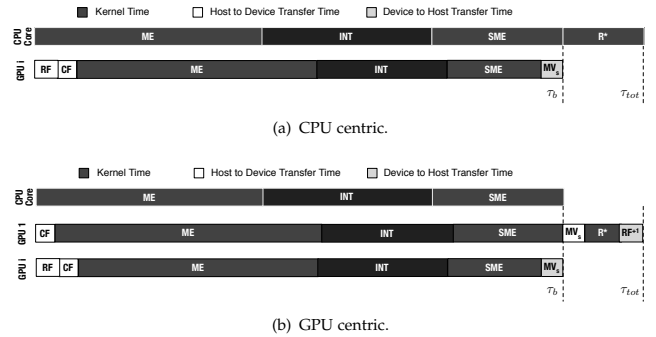 Kernel Time Host to Device Transfer Time Device to Host Transfer Time
CPU Core ME INT SME R*
GPU i RF CF ME INT SME MVs
τb τtot
(a) CPU centric.
Kernel Time Host to Device Transfer Time Device to Host Transfer Time
CPU Core ME INT SME
GPU 1 CF ME INT SME MVs R* RF+1
GPU i RF CF ME INT SME MVs
τb τtot
(b) GPU centric.